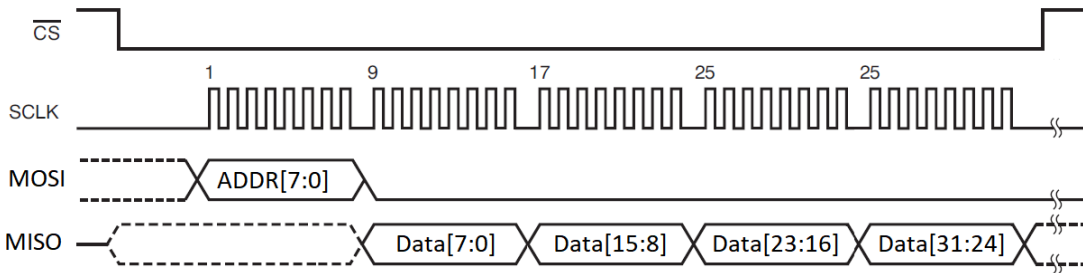 CS
1 9 17 25 25
SCLK
MOSI ADDR[7:0]
MISO Data[7:0] Data[15:8] Data[23:16] Data[31:24]